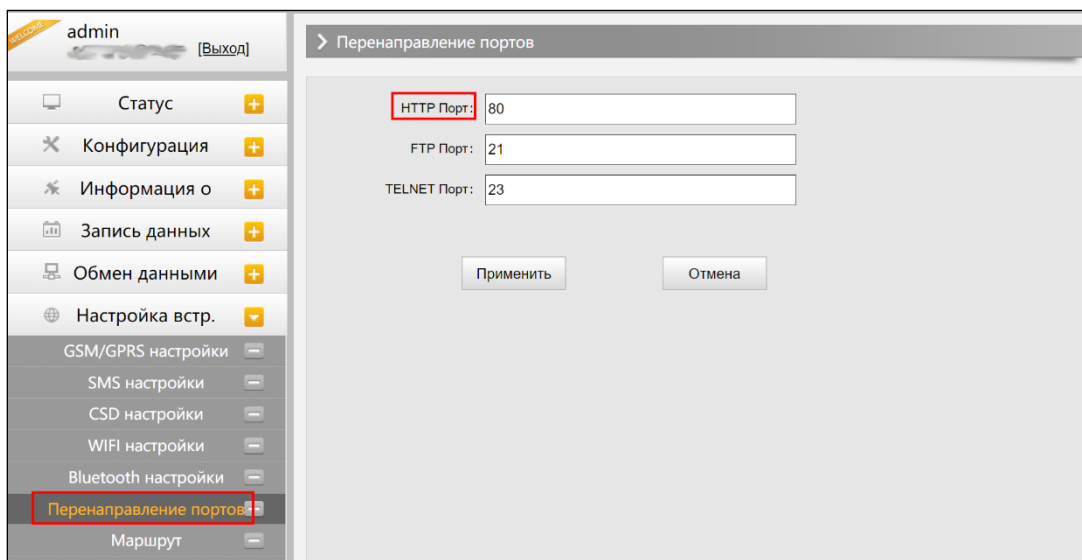 WELCOME
admin
[Выход]
Статус
Конфигурация
Информация о
Запись данных
Обмен данными
Настройка встр.
GSM/GPRS настройки
SMS настройки
CSD настройки
WIFI настройки
Bluetooth настройки
Перенаправление портов
Маршрут
Перенаправление портов
HTTP Порт: 80
FTP Порт: 21
TELNET Порт: 23
Применить Отмена